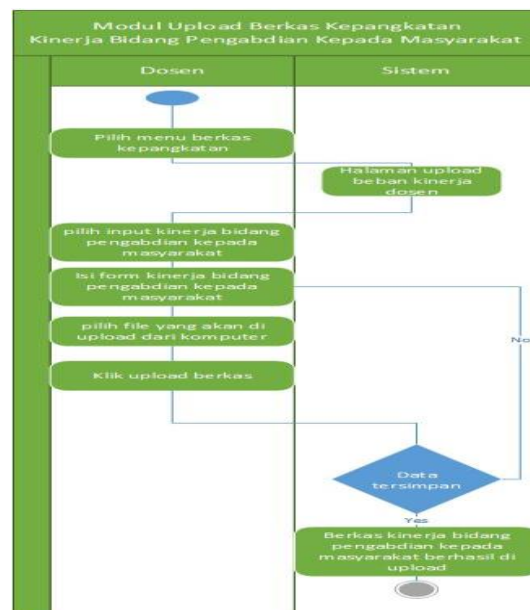 Modul Upload Berkas Kepangkatan
Kinerja Bidang Pengabdian Kepada Masyarakat
Dosen
Sistem
Pilih menu berkas
kepangkatan
Halaman upload
beban kinerja
dosen
pilih input kinerja bidang
pengabdian kepada
masyarakat
Isi form kinerja bidang
pengabdian kepada
masyarakat
pilih file yang akan di
upload dari komputer
No
Klik upload berkas
Data
tersimpan
Yes
Berkas kinerja bidang
pengabdian kepada
masyarakat berhasil di
upload